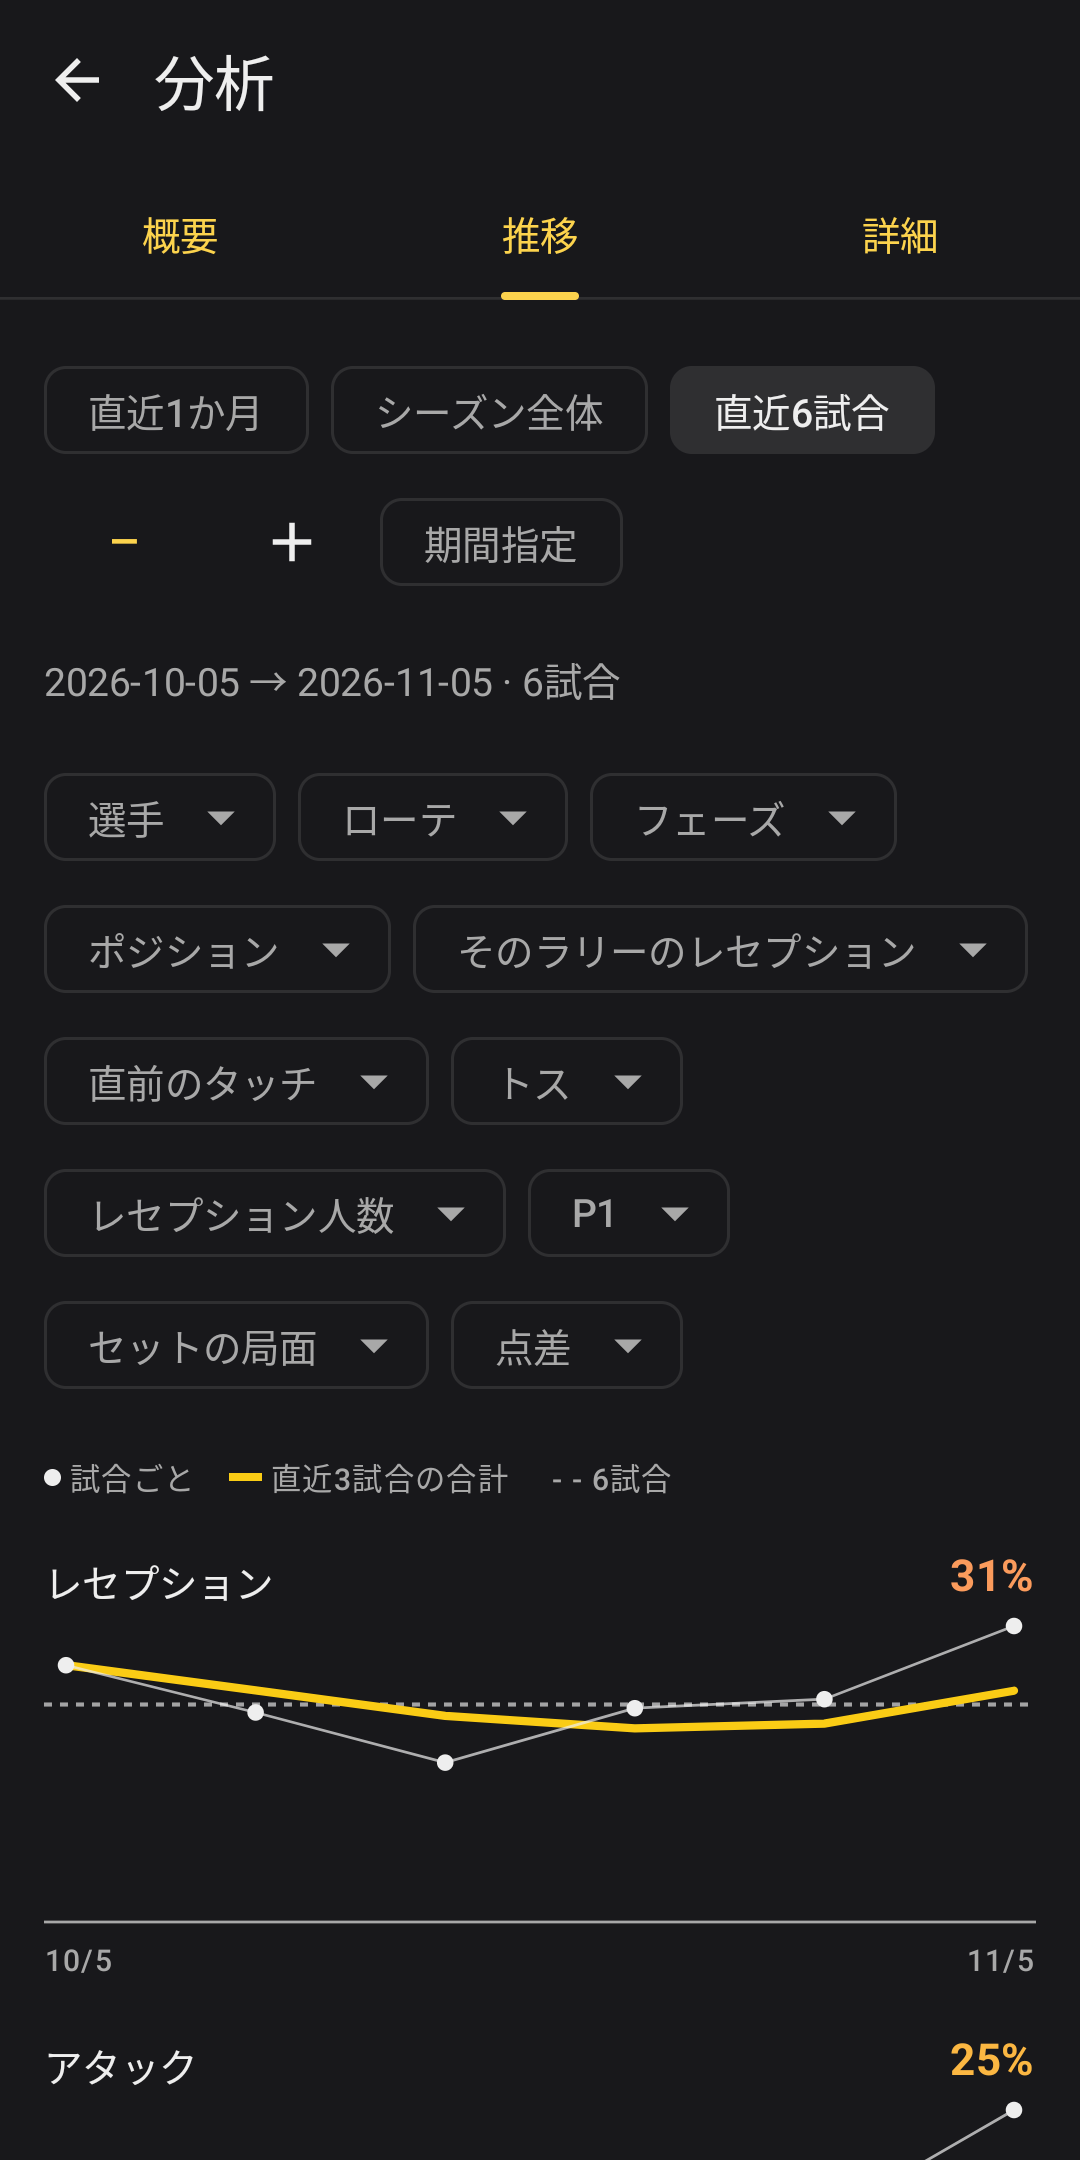 分析
概要 推移 詳細
直近1か月 シーズン全体 直近6試合
− + 期間指定
2026-10-05 → 2026-11-05 · 6試合
選手 ローテ フェーズ
ポジション そのラリーのレセプション
直前のタッチ トス
レセプション人数 P1
セットの局面 点差
試合ごと 直近3試合の合計 - - 6試合
レセプション 31%
10/5 11/5
アタック 25%